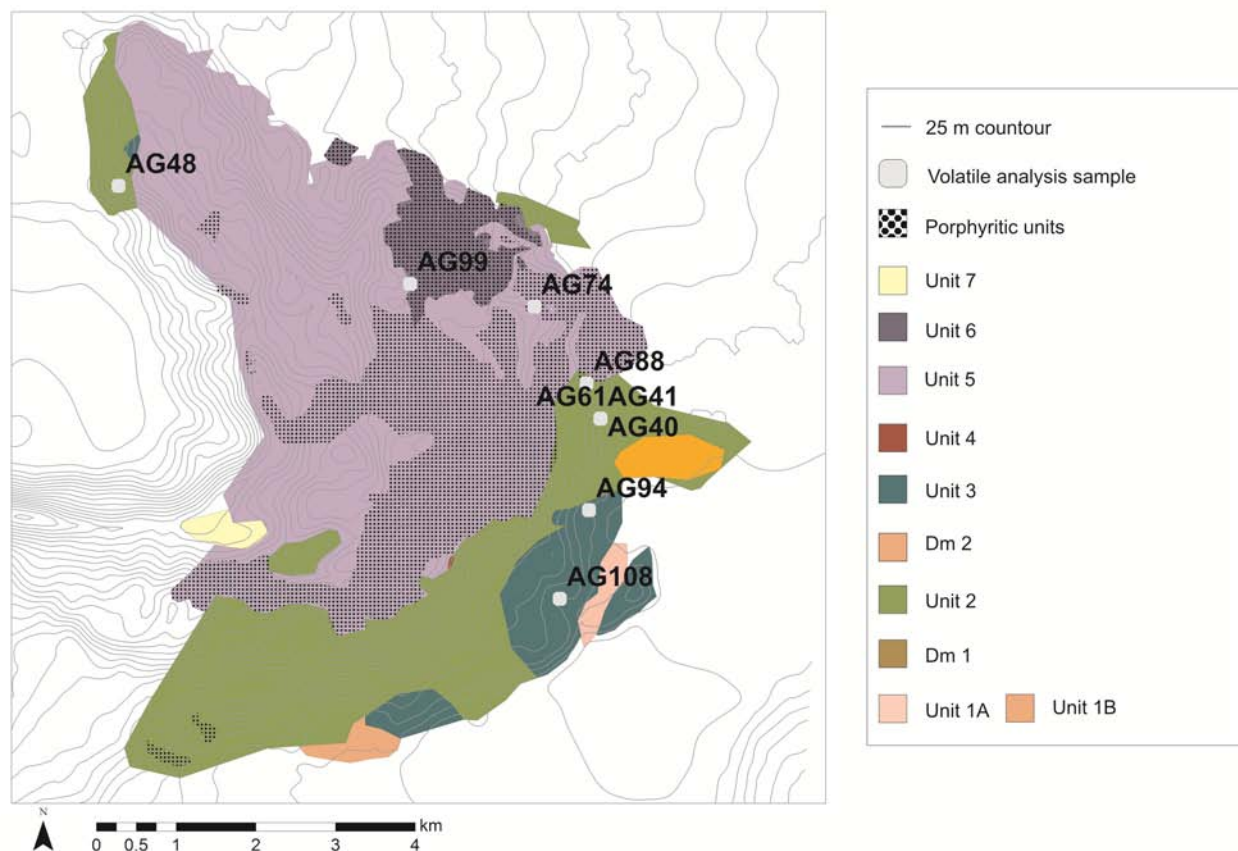 AG48
AG99
AG74
AG88
AG61AG41
AG40
AG94
AG108
25 m countour
Volatile analysis sample
Porphyritic units
Unit 7
Unit 6
Unit 5
Unit 4
Unit 3
Dm 2
Unit 2
Dm 1
Unit 1A Unit 1B
N
km
0 0.5 1 2 3 4